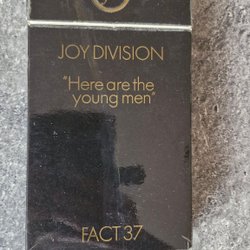 JOY DIVISION
"Here are the
young men"
FACT 37